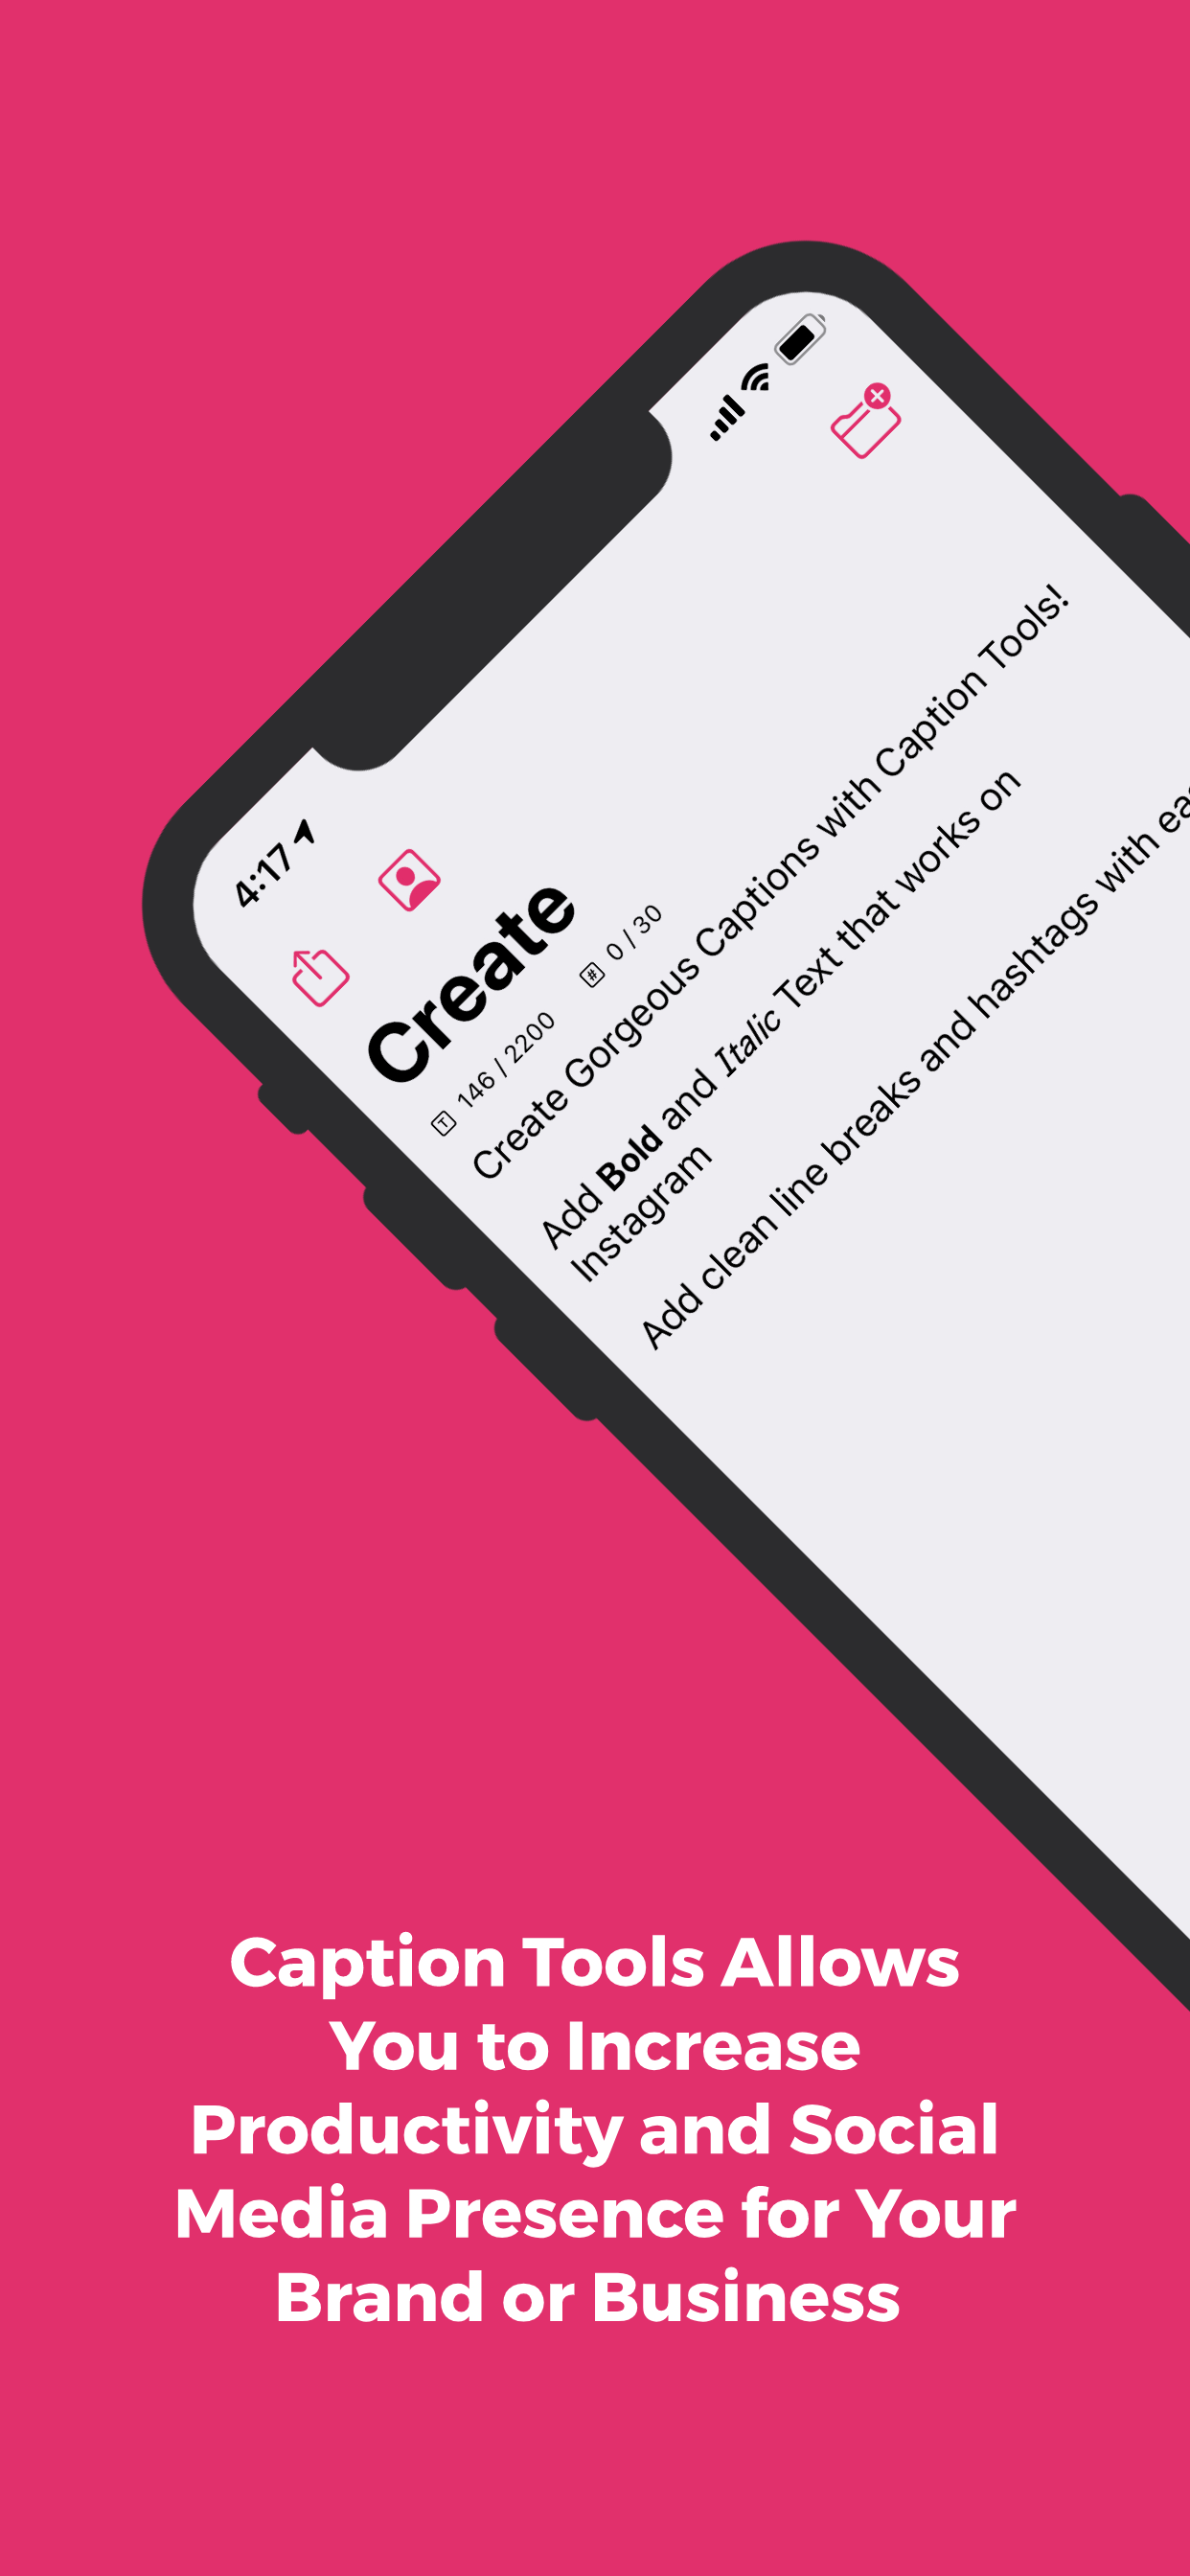 4:17
Create
146 / 2200 # 0 / 30
Create Gorgeous Captions with Caption Tools!
Add Bold and Italic Text that works on
Instagram
Add clean line breaks and hashtags with
Caption Tools Allows
You to Increase
Productivity and Social
Media Presence for Your
Brand or Business